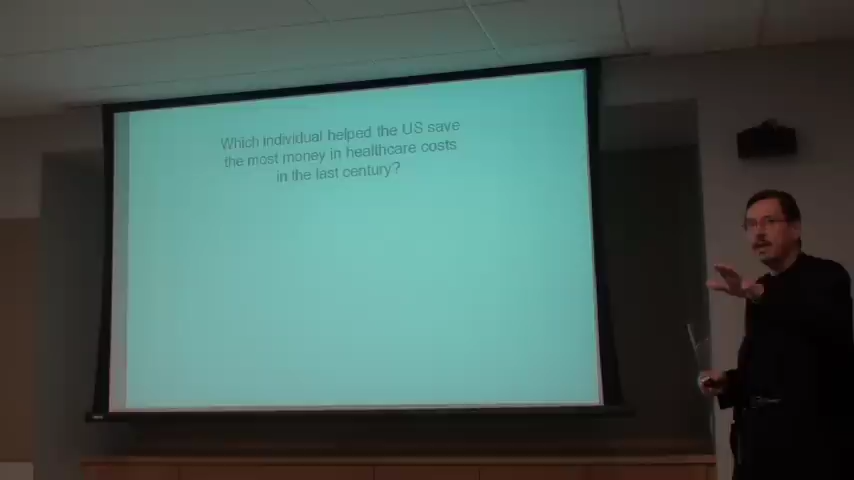 Which individual helped the US save
the most money in healthcare costs
in the last century?